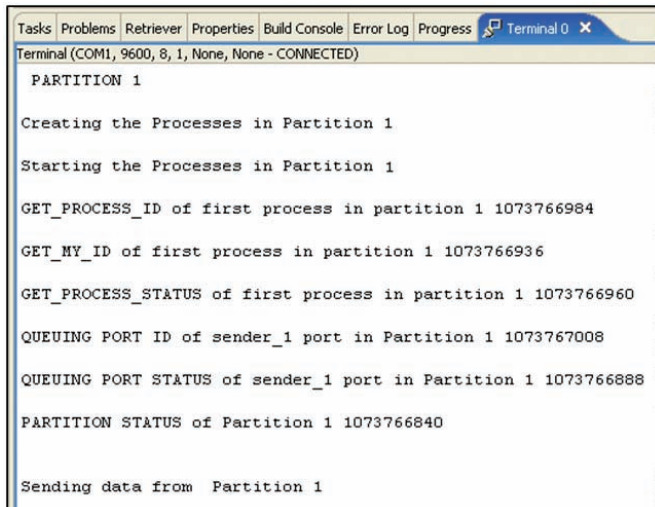 Tasks Problems Retriever Properties Build Console Error Log Progress Terminal 0
Terminal (COM1, 9600, 8, 1, None, None - CONNECTED)
PARTITION 1
Creating the Processes in Partition 1
Starting the Processes in Partition 1
GET_PROCESS_ID of first process in partition 1 1073766984
GET_MY_ID of first process in partition 1 1073766936
GET_PROCESS_STATUS of first process in partition 1 1073766960
QUEUING PORT ID of sender_1 port in Partition 1 1073767008
QUEUING PORT STATUS of sender_1 port in Partition 1 1073766888
PARTITION STATUS of Partition 1 1073766840
Sending data from Partition 1